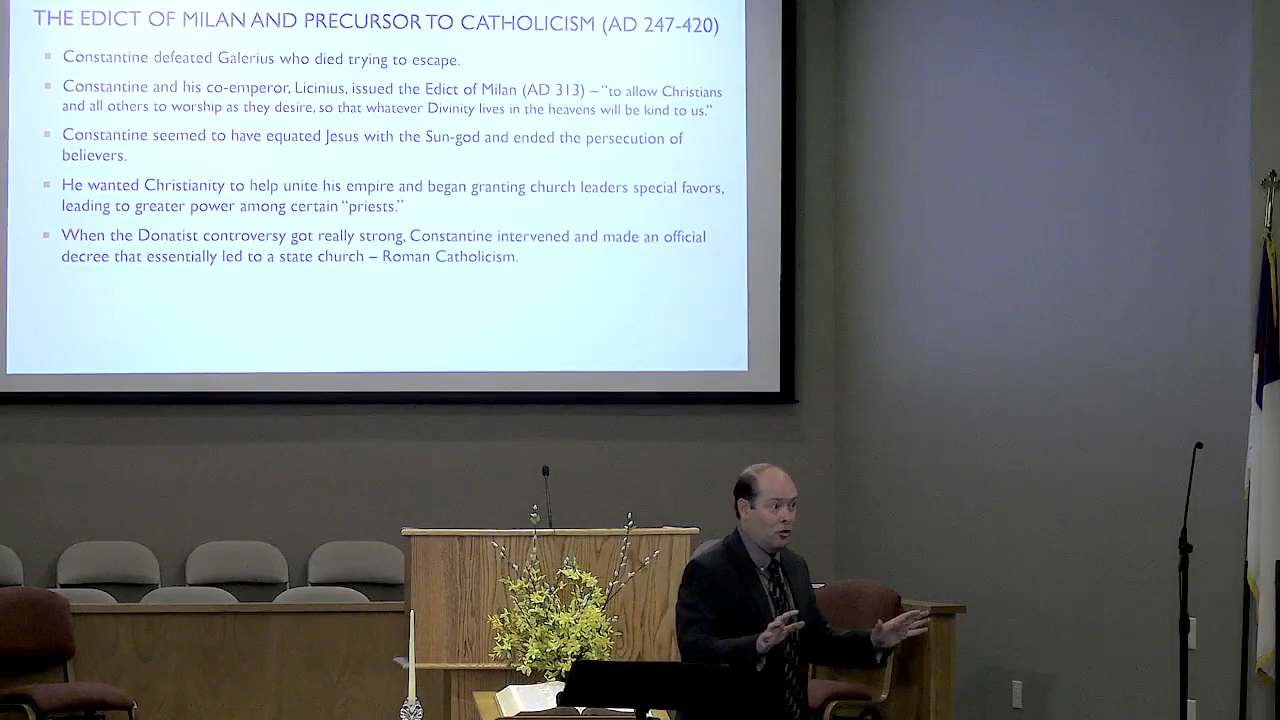 THE EDICT OF MILAN AND PRECURSOR TO CATHOLICISM (AD 247-420)
Constantine defeated Galerius who died trying to escape.
Constantine and his co-emperor, Licinius, issued the Edict of Milan (AD 313) – “to allow Christians
and all others to worship as they desire, so that whatever Divinity lives in the heavens will be kind to us.”
Constantine seemed to have equated Jesus with the Sun-god and ended the persecution of
believers.
He wanted Christianity to help unite his empire and began granting church leaders special favors,
leading to greater power among certain “priests.”
When the Donatist controversy got really strong, Constantine intervened and made an official
decree that essentially led to a state church – Roman Catholicism.